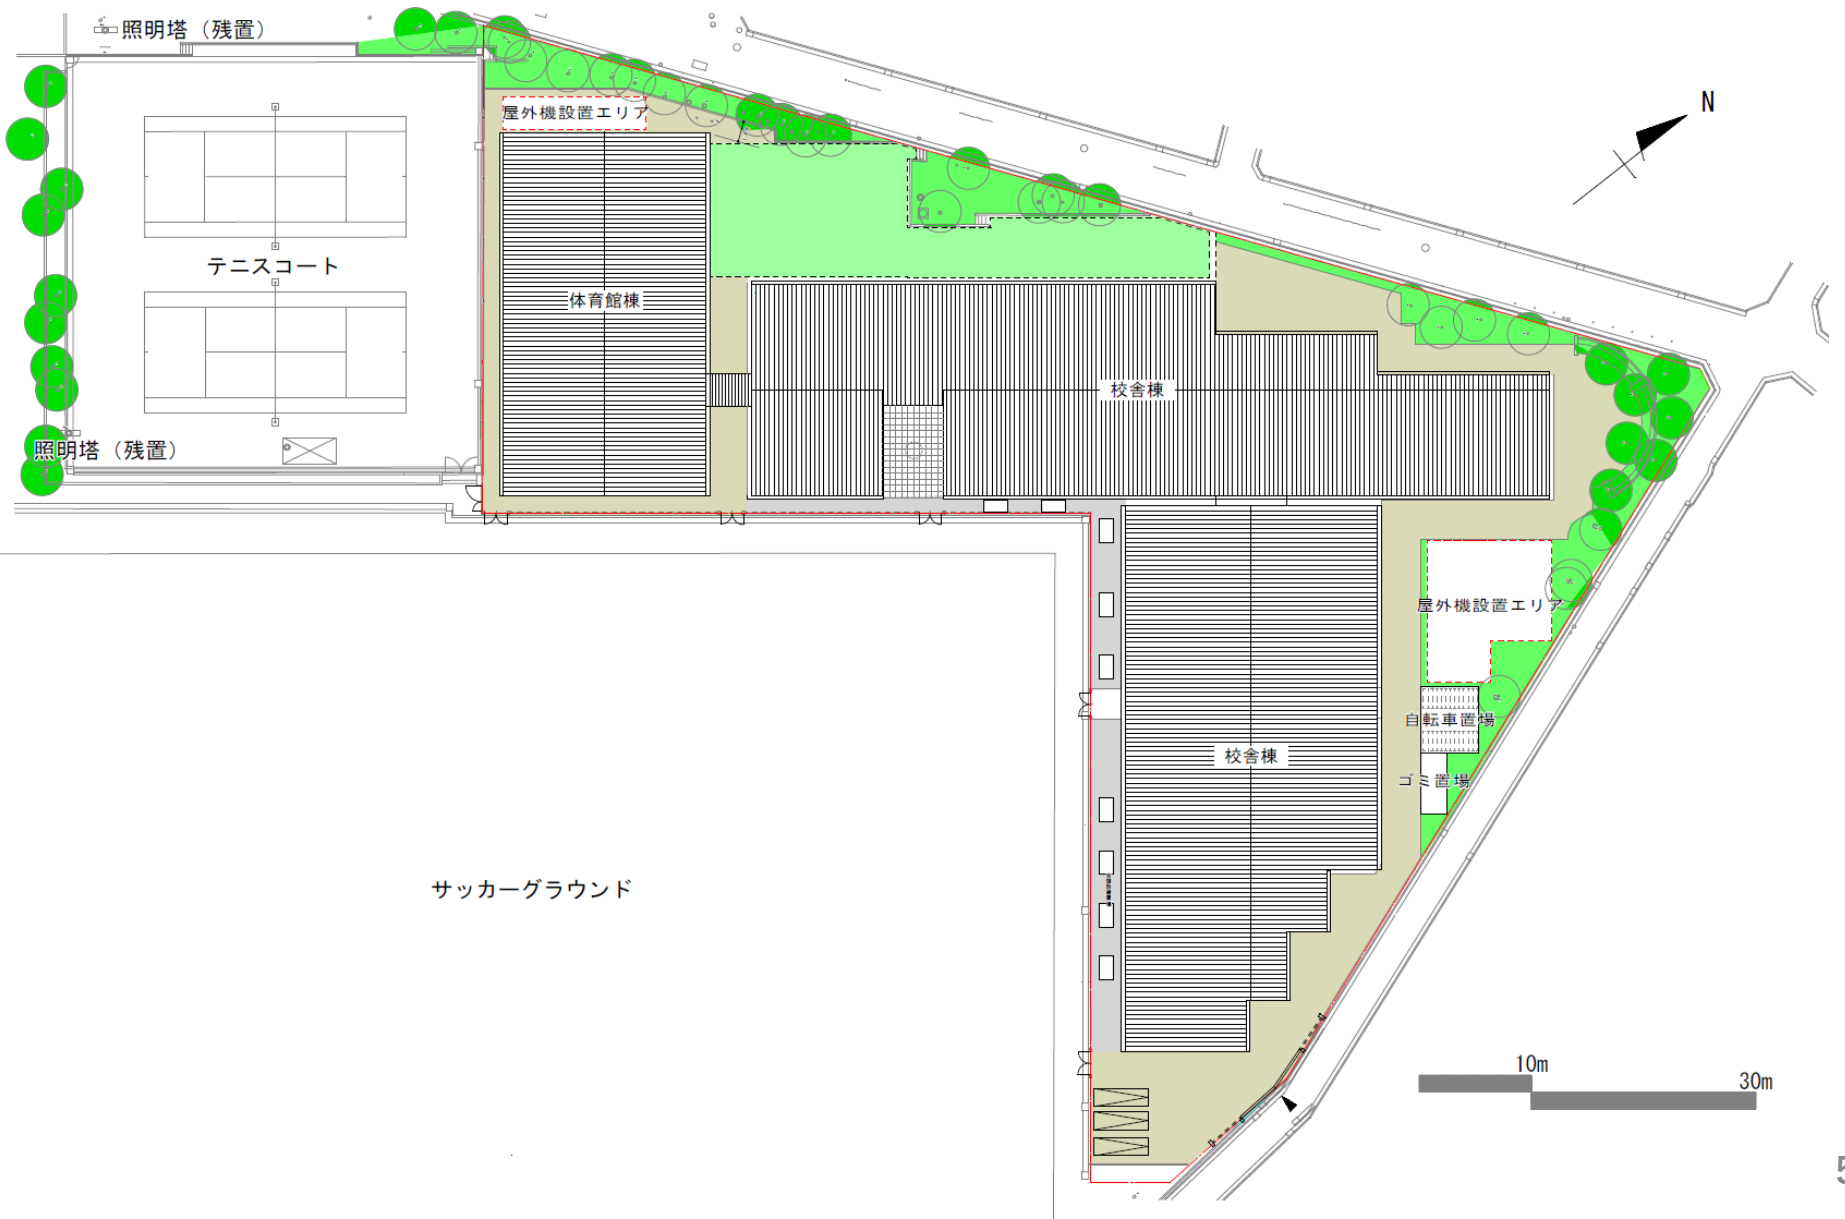 照明塔（残置）
N
屋外機設置エリア
テニスコート
体育館棟
校舎棟
照明塔（残置）
屋外機設置エリア
自転車置場
校舎棟
ゴミ置場
サッカーグラウンド
10m
30m
5